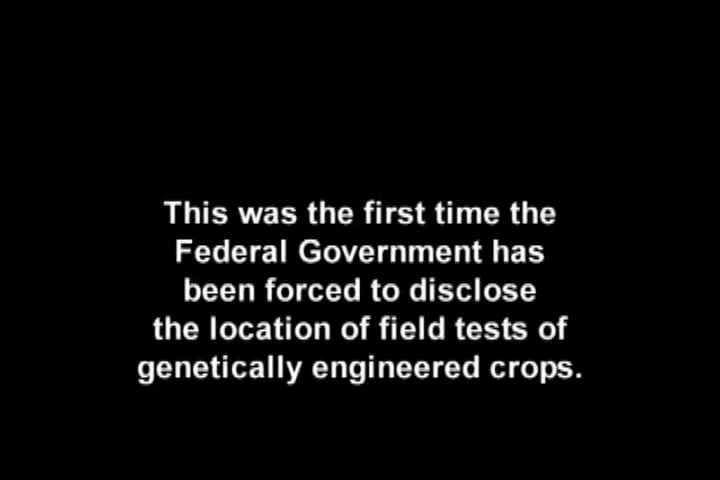 This was the first time the
Federal Government has
been forced to disclose
the location of field tests of
genetically engineered crops.